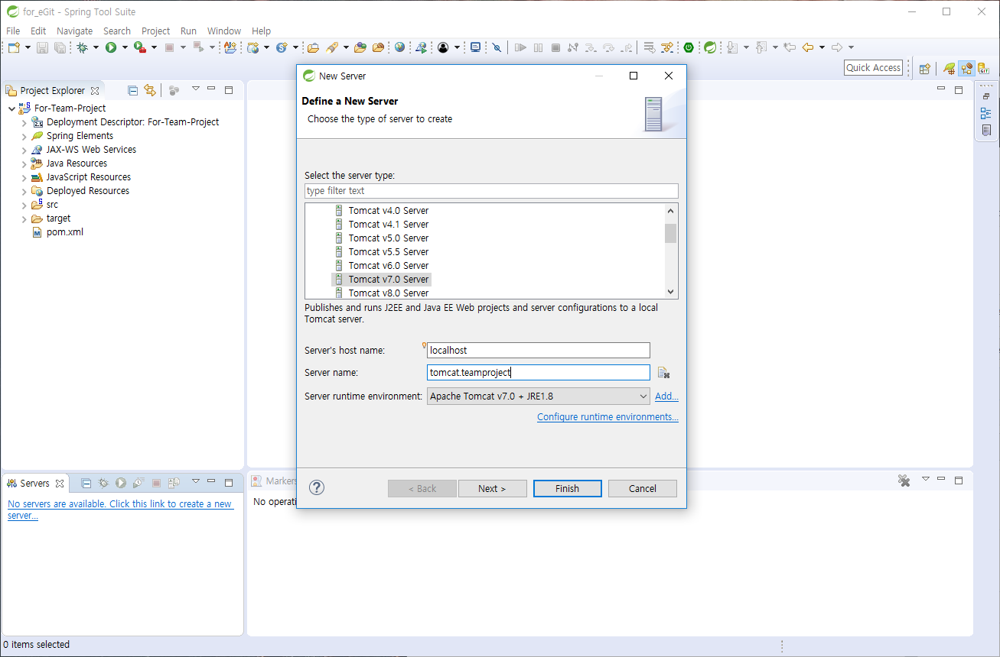 for_eGit - Spring Tool Suite
File Edit Navigate Search Project Run Window Help
Quick Access
GIT
Project Explorer
For-Team-Project
Deployment Descriptor: For-Team-Project
Spring Elements
JAX-WS Web Services
Java Resources
JavaScript Resources
Deployed Resources
src
target
pom.xml
New Server
Define a New Server
Choose the type of server to create
Select the server type:
type filter text
Tomcat v4.0 Server
Tomcat v4.1 Server
Tomcat v5.0 Server
Tomcat v5.5 Server
Tomcat v6.0 Server
Tomcat v7.0 Server
Tomcat v8.0 Server
Publishes and runs J2EE and Java EE Web projects and server configurations to a local
Tomcat server.
Server's host name: localhost
Server name: tomcat.teamproject
Server runtime environment: Apache Tomcat v7.0 + JRE1.8 Add...
Configure runtime environments...
< Back Next > Finish Cancel
Servers
No servers are available. Click this link to create a new
server...
Markers
No operati
0 items selected